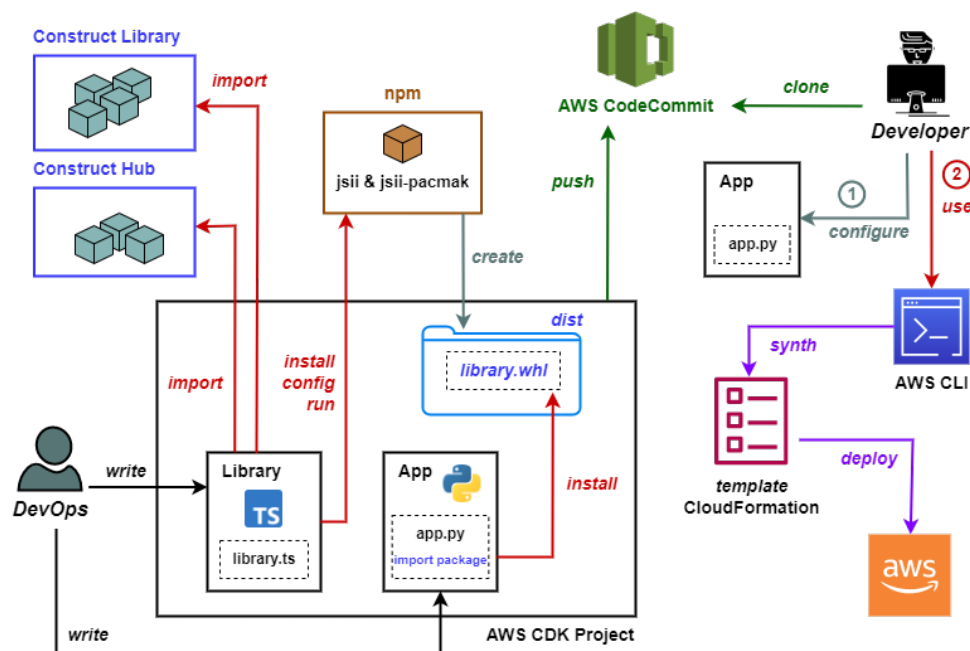 Construct Library
import
npm
jsii & jsii-pacmak
AWS CodeCommit
clone
Developer
Construct Hub
push
App
app.py
1
configure
2
use
create
dist
library.whl
import
install
config
run
synth
AWS CLI
DevOps
write
Library
TS
library.ts
App
app.py
import package
install
template
CloudFormation
deploy
aws
write
AWS CDK Project